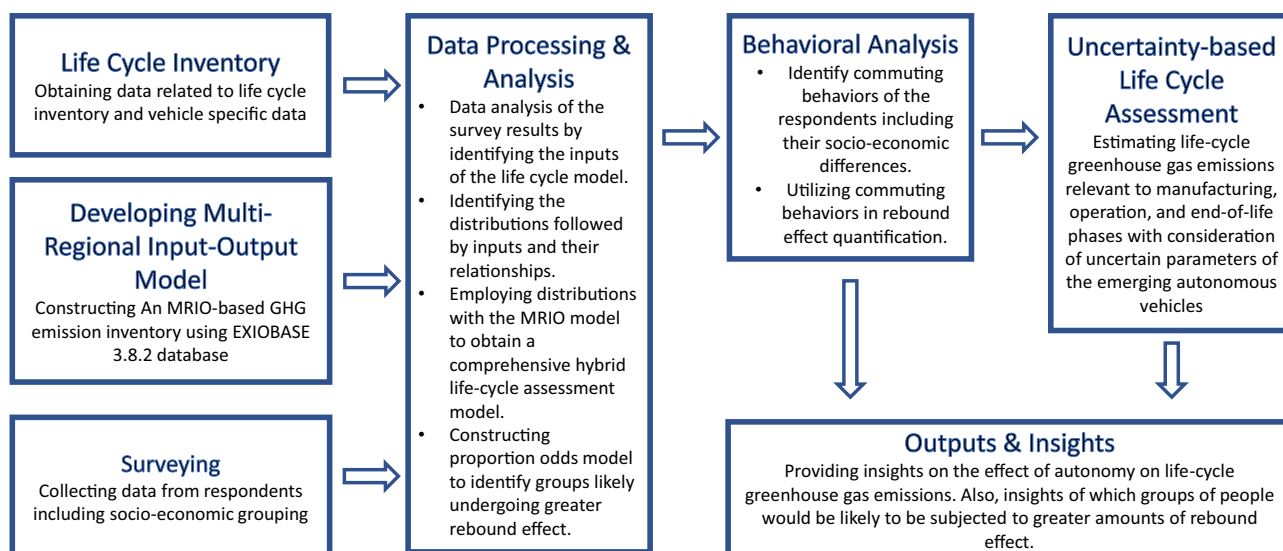 Life Cycle Inventory
Obtaining data related to life cycle
inventory and vehicle specific data
Developing Multi-
Regional Input-Output
Model
Constructing An MRIO-based GHG
emission inventory using EXIOBASE
3.8.2 database
Surveying
Collecting data from respondents
including socio-economic grouping
Data Processing &
Analysis
• Data analysis of the
survey results by
identifying the inputs
of the life cycle model.
• Identifying the
distributions followed
by inputs and their
relationships.
• Employing distributions
with the MRIO model
to obtain a
comprehensive hybrid
life-cycle assessment
model.
• Constructing
proportion odds model
to identify groups likely
undergoing greater
rebound effect.
Behavioral Analysis
• Identify commuting
behaviors of the
respondents including
their socio-economic
differences.
• Utilizing commuting
behaviors in rebound
effect quantification.
Uncertainty-based
Life Cycle
Assessment
Estimating life-cycle
greenhouse gas emissions
relevant to manufacturing,
operation, and end-of-life
phases with consideration
of uncertain parameters of
the emerging autonomous
vehicles
Outputs & Insights
Providing insights on the effect of autonomy on life-cycle
greenhouse gas emissions. Also, insights of which groups of people
would be likely to be subjected to greater amounts of rebound
effect.